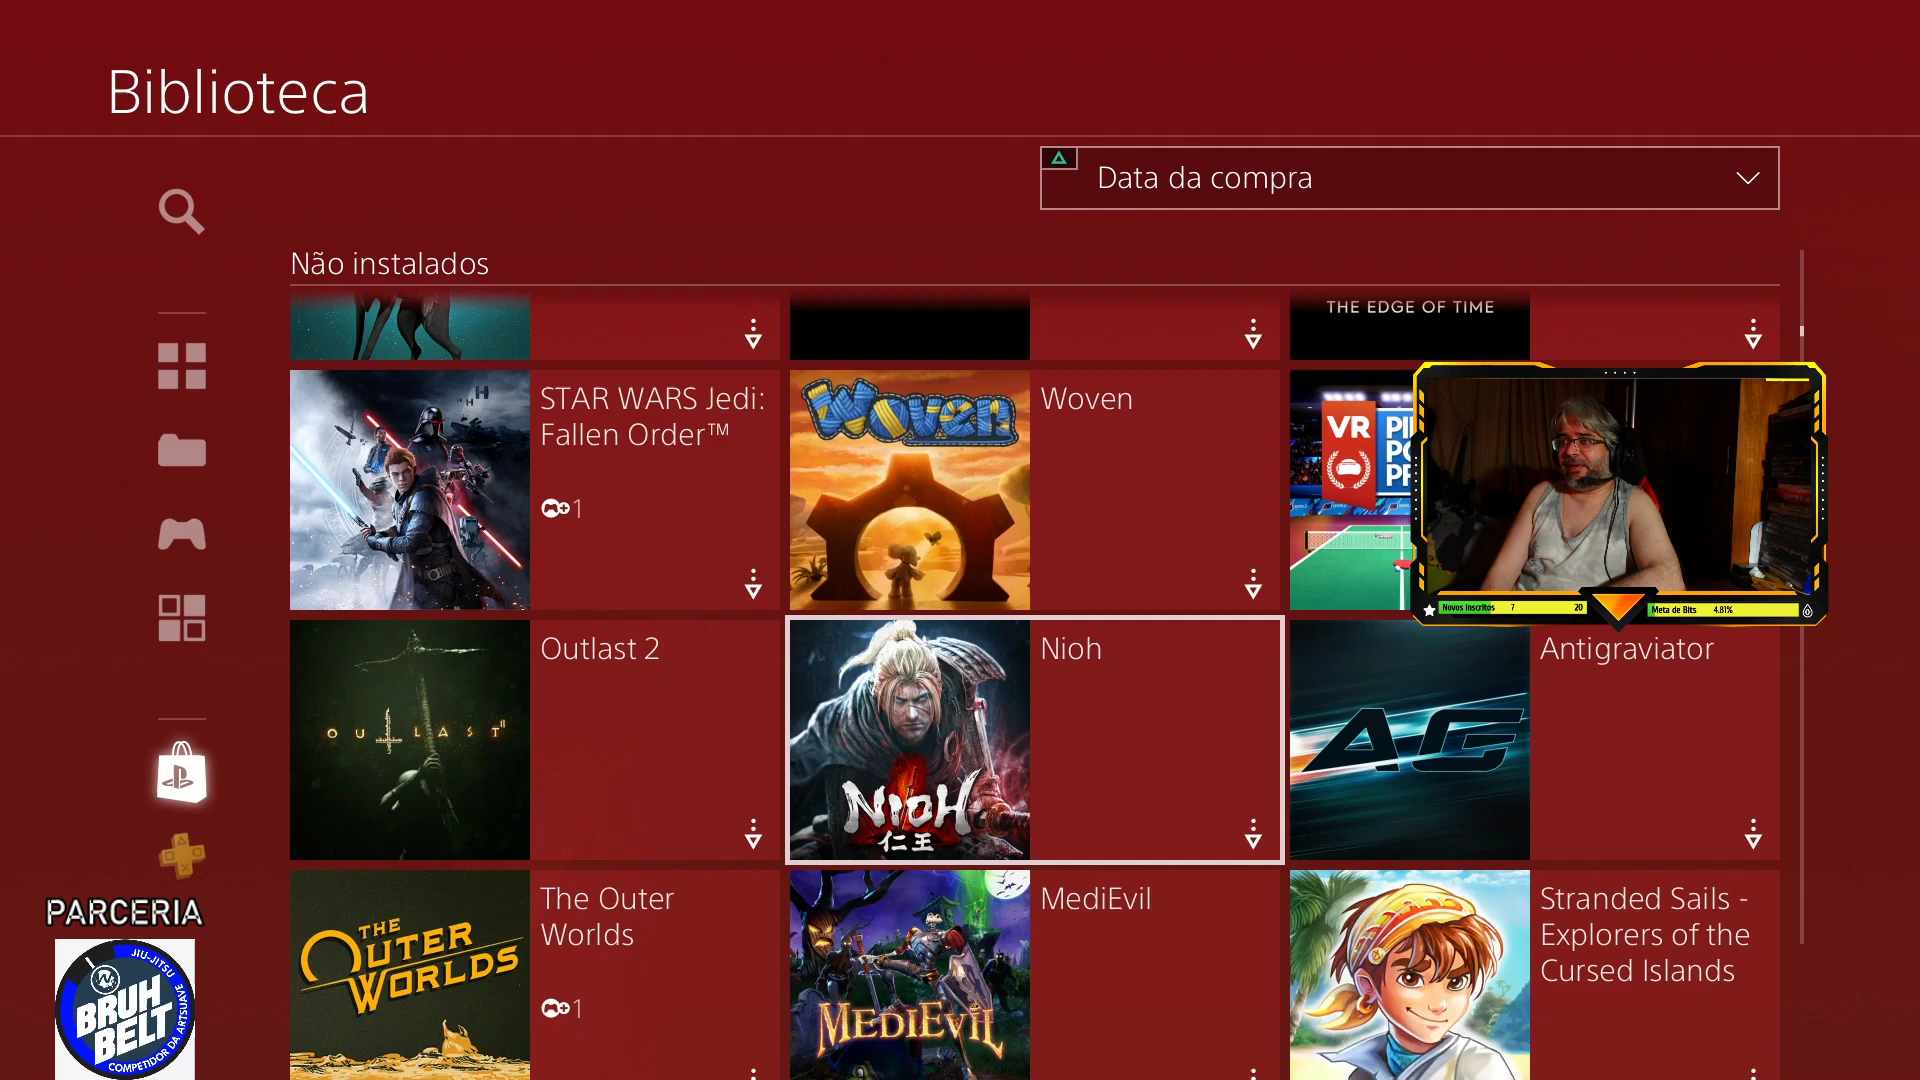 Biblioteca
Data da compra
Não instalados
THE EDGE OF TIME
STAR WARS Jedi:
Fallen Order™
1
WOVEN
Woven
VR
Novos Inscritos 7 20
Meta de Bits 4.81%
OUTLAST II
Outlast 2
NIOH
仁王
Nioh
AG
Antigraviator
THE
OUTER
WORLDS
The Outer
Worlds
1
MEDIEVIL
MediEvil
Stranded Sails -
Explorers of the
Cursed Islands
PARCERIA
JIU-JITSU
BRUH
BELT
COMPETIDOR DA ARTSUAVE